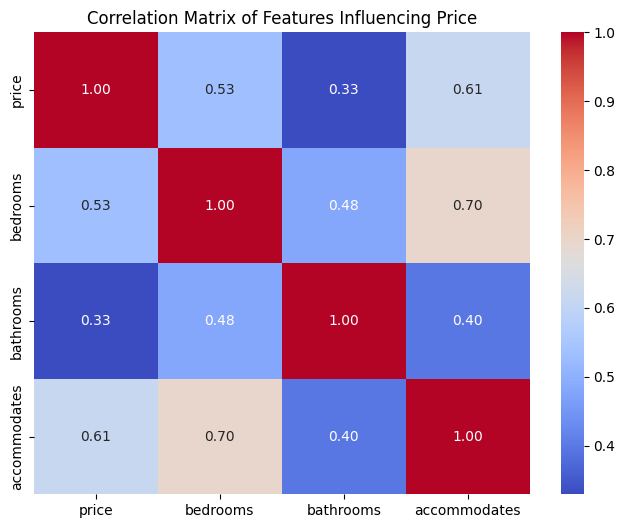 Correlation Matrix of Features Influencing Price
price
1.00
0.53
0.33
0.61
bedrooms
0.53
1.00
0.48
0.70
bathrooms
0.33
0.48
1.00
0.40
accommodates
0.61
0.70
0.40
1.00
price
bedrooms
bathrooms
accommodates
1.0
0.9
0.8
0.7
0.6
0.5
0.4